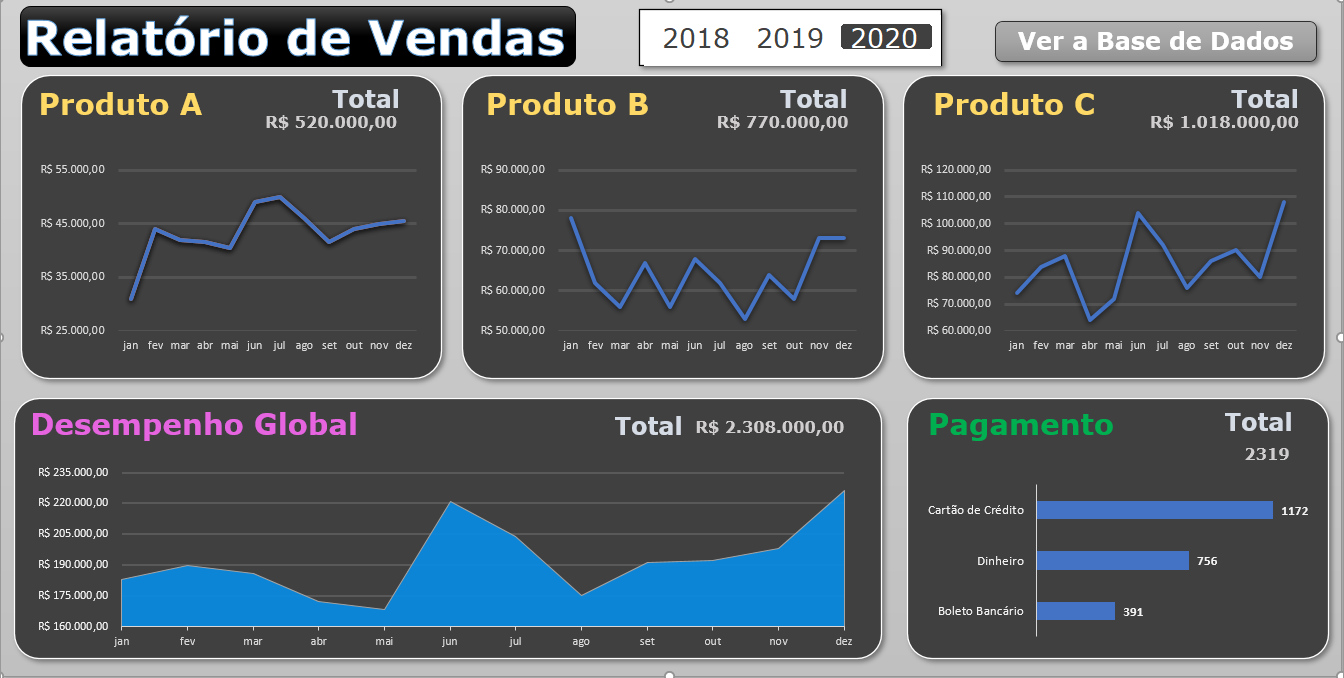 Relatório de Vendas
2018 2019 2020
Ver a Base de Dados
Produto A
Total
R$ 520.000,00
R$ 55.000,00
R$ 45.000,00
R$ 35.000,00
R$ 25.000,00
jan fev mar abr mai jun jul ago set out nov dez
Produto B
Total
R$ 770.000,00
R$ 90.000,00
R$ 80.000,00
R$ 70.000,00
R$ 60.000,00
R$ 50.000,00
jan fev mar abr mai jun jul ago set out nov dez
Produto C
Total
R$ 1.018.000,00
R$ 120.000,00
R$ 110.000,00
R$ 100.000,00
R$ 90.000,00
R$ 80.000,00
R$ 70.000,00
R$ 60.000,00
jan fev mar abr mai jun jul ago set out nov dez
Desempenho Global
Total R$ 2.308.000,00
R$ 235.000,00
R$ 220.000,00
R$ 205.000,00
R$ 190.000,00
R$ 175.000,00
R$ 160.000,00
jan fev mar abr mai jun jul ago set out nov dez
Pagamento
Total
2319
Cartão de Crédito 1172
Dinheiro 756
Boleto Bancário 391